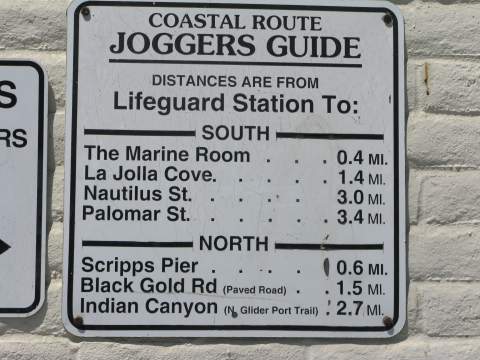 COASTAL ROUTE
JOGGERS GUIDE
DISTANCES ARE FROM
Lifeguard Station To:
SOUTH
The Marine Room . . . 0.4 MI.
La Jolla Cove. . . . . 1.4 MI.
Nautilus St. . . . . . 3.0 MI.
Palomar St. . . . . . 3.4 MI.
NORTH
Scripps Pier . . . . . 0.6 MI.
Black Gold Rd (Paved Road) . 1.5 MI.
Indian Canyon (N. Glider Port Trail) . 2.7 MI.
S
RS